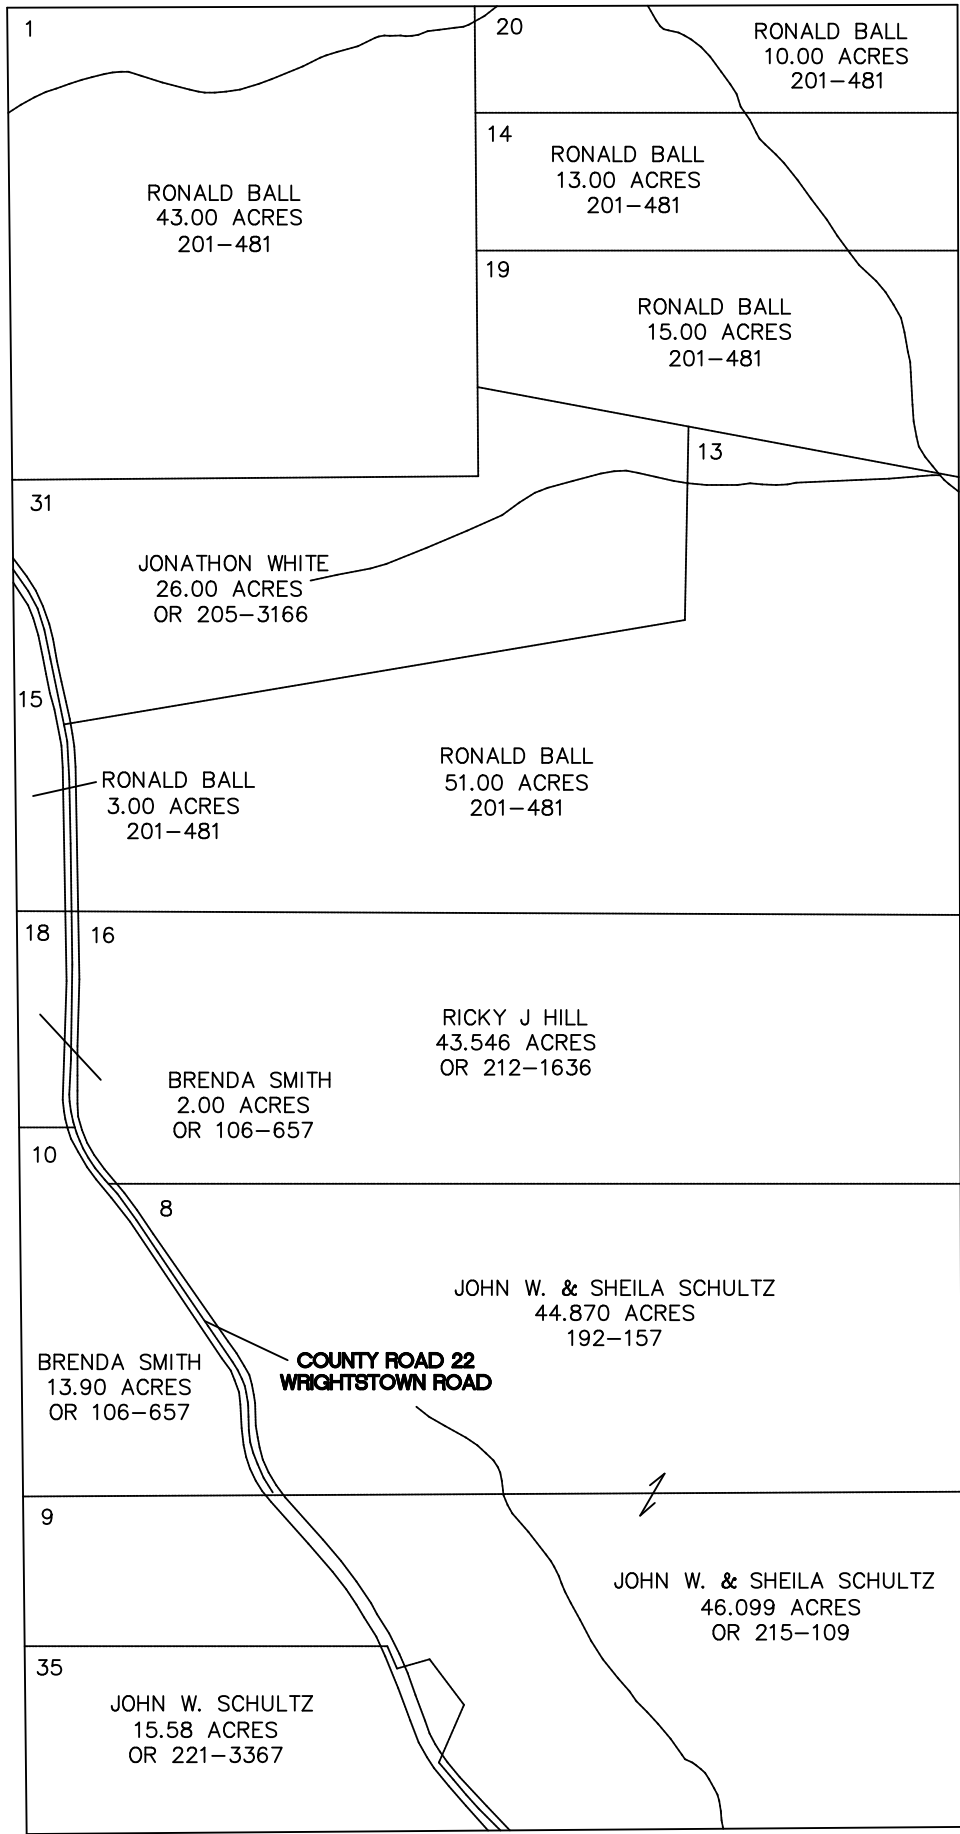 1
RONALD BALL
43.00 ACRES
201-481
20
RONALD BALL
10.00 ACRES
201-481
14
RONALD BALL
13.00 ACRES
201-481
19
RONALD BALL
15.00 ACRES
201-481
13
31
JONATHON WHITE
26.00 ACRES
OR 205-3166
15
RONALD BALL
3.00 ACRES
201-481
RONALD BALL
51.00 ACRES
201-481
18
16
RICKY J HILL
43.546 ACRES
OR 212-1636
BRENDA SMITH
2.00 ACRES
OR 106-657
10
8
JOHN W. & SHEILA SCHULTZ
44.870 ACRES
192-157
COUNTY ROAD 22
WRIGHTSTOWN ROAD
BRENDA SMITH
13.90 ACRES
OR 106-657
9
JOHN W. & SHEILA SCHULTZ
46.099 ACRES
OR 215-109
35
JOHN W. SCHULTZ
15.58 ACRES
OR 221-3367